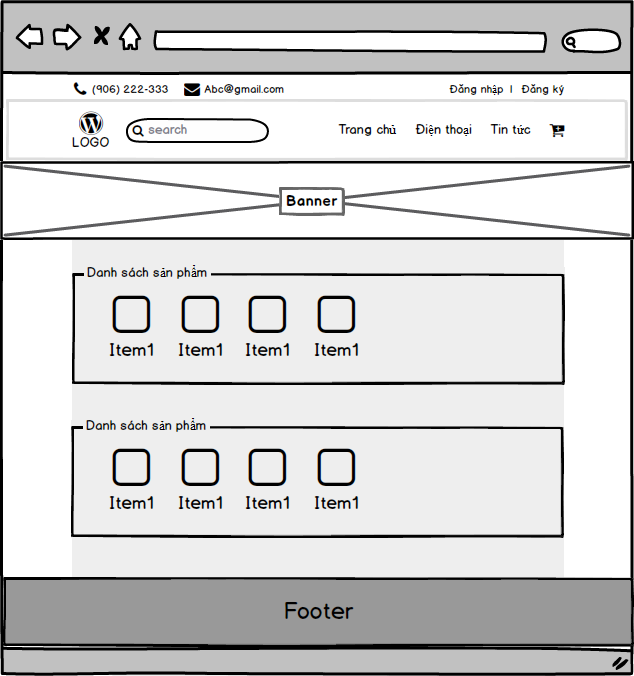 (906) 222-333 Abc@gmail.com Đăng nhập | Đăng ký
LOGO search Trang chủ Điện thoại Tin tức
Banner
Danh sách sản phẩm
Item1 Item1 Item1 Item1
Danh sách sản phẩm
Item1 Item1 Item1 Item1
Footer